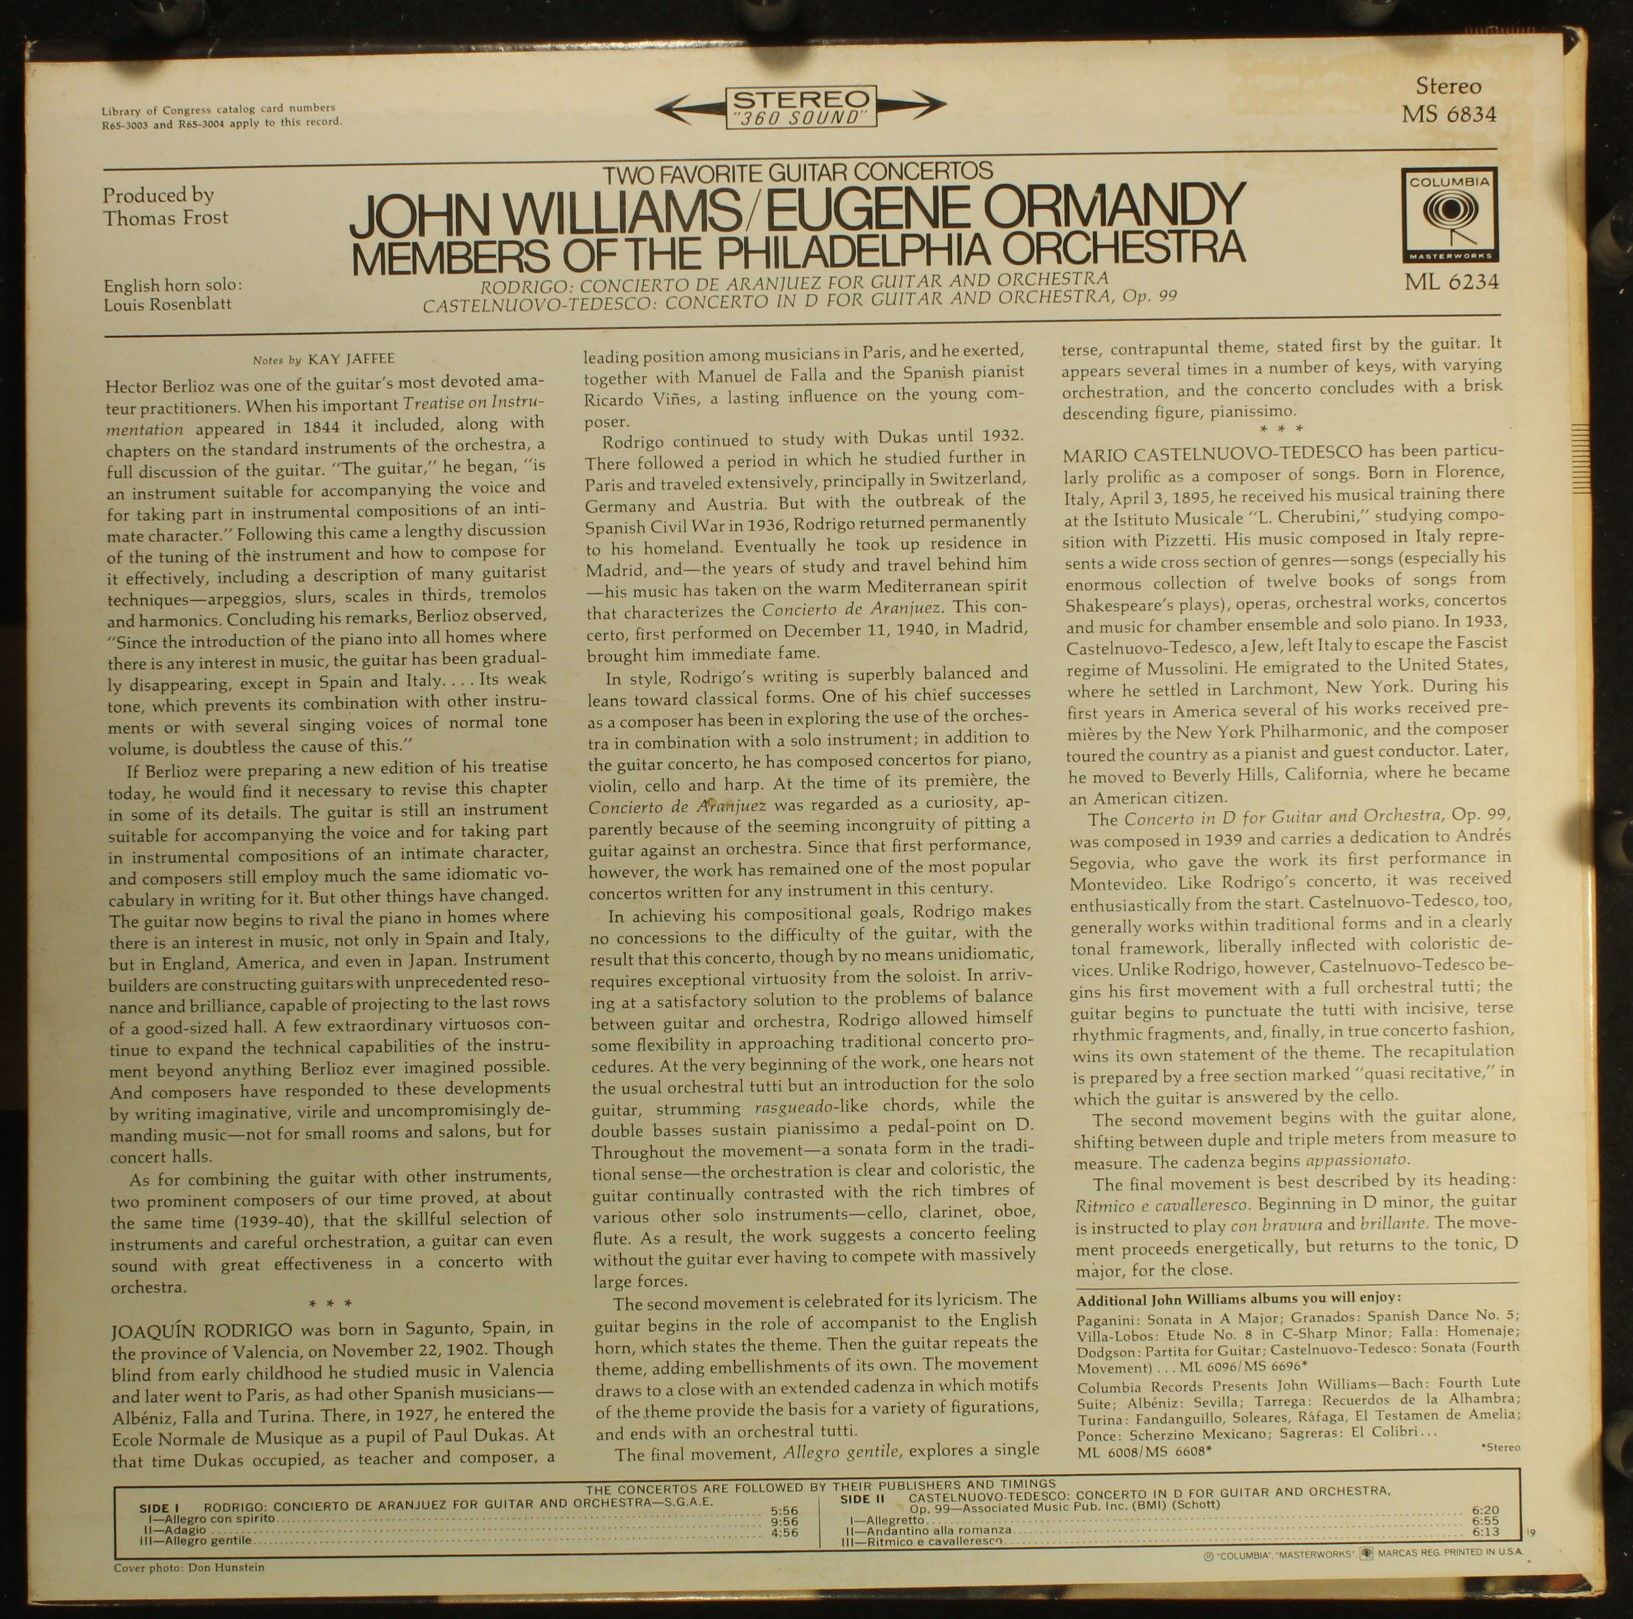 Library of Congress catalog card numbers
R65-3003 and R65-3004 apply to this record.
STEREO
"360 SOUND"
Stereo
MS 6834
Produced by
Thomas Frost
English horn solo:
Louis Rosenblatt
TWO FAVORITE GUITAR CONCERTOS
JOHN WILLIAMS/EUGENE ORMANDY
MEMBERS OF THE PHILADELPHIA ORCHESTRA
RODRIGO: CONCIERTO DE ARANJUEZ FOR GUITAR AND ORCHESTRA
CASTELNUOVO-TEDESCO: CONCERTO IN D FOR GUITAR AND ORCHESTRA, Op. 99
COLUMBIA
MASTERWORKS
ML 6234
Notes by KAY JAFFEE
Hector Berlioz was one of the guitar's most devoted ama-
teur practitioners. When his important Treatise on Instru-
mentation appeared in 1844 it included, along with
chapters on the standard instruments of the orchestra, a
full discussion of the guitar. "The guitar," he began, "is
an instrument suitable for accompanying the voice and
for taking part in instrumental compositions of an inti-
mate character." Following this came a lengthy discussion
of the tuning of the instrument and how to compose for
it effectively, including a description of many guitarist
techniques—arpeggios, slurs, scales in thirds, tremolos
and harmonics. Concluding his remarks, Berlioz observed,
"Since the introduction of the piano into all homes where
there is any interest in music, the guitar has been gradual-
ly disappearing, except in Spain and Italy. . . . Its weak
tone, which prevents its combination with other instru-
ments or with several singing voices of normal tone
volume, is doubtless the cause of this."
If Berlioz were preparing a new edition of his treatise
today, he would find it necessary to revise this chapter
in some of its details. The guitar is still an instrument
suitable for accompanying the voice and for taking part
in instrumental compositions of an intimate character,
and composers still employ much the same idiomatic vo-
cabulary in writing for it. But other things have changed.
The guitar now begins to rival the piano in homes where
there is an interest in music, not only in Spain and Italy,
but in England, America, and even in Japan. Instrument
builders are constructing guitars with unprecedented reso-
nance and brilliance, capable of projecting to the last rows
of a good-sized hall. A few extraordinary virtuosos con-
tinue to expand the technical capabilities of the instru-
ment beyond anything Berlioz ever imagined possible.
And composers have responded to these developments
by writing imaginative, virile and uncompromisingly de-
manding music—not for small rooms and salons, but for
concert halls.
As for combining the guitar with other instruments,
two prominent composers of our time proved, at about
the same time (1939-40), that the skillful selection of
instruments and careful orchestration, a guitar can even
sound with great effectiveness in a concerto with
orchestra.
* * *
JOAQUÍN RODRIGO was born in Sagunto, Spain, in
the province of Valencia, on November 22, 1902. Though
blind from early childhood he studied music in Valencia
and later went to Paris, as had other Spanish musicians—
Albéniz, Falla and Turina. There, in 1927, he entered the
Ecole Normale de Musique as a pupil of Paul Dukas. At
that time Dukas occupied, as teacher and composer, a
leading position among musicians in Paris, and he exerted,
together with Manuel de Falla and the Spanish pianist
Ricardo Viñes, a lasting influence on the young com-
poser.
Rodrigo continued to study with Dukas until 1932.
There followed a period in which he studied further in
Paris and traveled extensively, principally in Switzerland,
Germany and Austria. But with the outbreak of the
Spanish Civil War in 1936, Rodrigo returned permanently
to his homeland. Eventually he took up residence in
Madrid, and—the years of study and travel behind him
—his music has taken on the warm Mediterranean spirit
that characterizes the Concierto de Aranjuez. This con-
certo, first performed on December 11, 1940, in Madrid,
brought him immediate fame.
In style, Rodrigo's writing is superbly balanced and
leans toward classical forms. One of his chief successes
as a composer has been in exploring the use of the orches-
tra in combination with a solo instrument; in addition to
the guitar concerto, he has composed concertos for piano,
violin, cello and harp. At the time of its première, the
Concierto de Aranjuez was regarded as a curiosity, ap-
parently because of the seeming incongruity of pitting a
guitar against an orchestra. Since that first performance,
however, the work has remained one of the most popular
concertos written for any instrument in this century.
In achieving his compositional goals, Rodrigo makes
no concessions to the difficulty of the guitar, with the
result that this concerto, though by no means unidiomatic,
requires exceptional virtuosity from the soloist. In arriv-
ing at a satisfactory solution to the problems of balance
between guitar and orchestra, Rodrigo allowed himself
some flexibility in approaching traditional concerto pro-
cedures. At the very beginning of the work, one hears not
the usual orchestral tutti but an introduction for the solo
guitar, strumming rasgueado-like chords, while the
double basses sustain pianissimo a pedal-point on D.
Throughout the movement—a sonata form in the tradi-
tional sense—the orchestration is clear and coloristic, the
guitar continually contrasted with the rich timbres of
various other solo instruments—cello, clarinet, oboe,
flute. As a result, the work suggests a concerto feeling
without the guitar ever having to compete with massively
large forces.
The second movement is celebrated for its lyricism. The
guitar begins in the role of accompanist to the English
horn, which states the theme. Then the guitar repeats the
theme, adding embellishments of its own. The movement
draws to a close with an extended cadenza in which motifs
of the theme provide the basis for a variety of figurations,
and ends with an orchestral tutti.
The final movement, Allegro gentile, explores a single
terse, contrapuntal theme, stated first by the guitar. It
appears several times in a number of keys, with varying
orchestration, and the concerto concludes with a brisk
descending figure, pianissimo.
* * *
MARIO CASTELNUOVO-TEDESCO has been particu-
larly prolific as a composer of songs. Born in Florence,
Italy, April 3, 1895, he received his musical training there
at the Istituto Musicale "L. Cherubini," studying compo-
sition with Pizzetti. His music composed in Italy repre-
sents a wide cross section of genres—songs (especially his
enormous collection of twelve books of songs from
Shakespeare's plays), operas, orchestral works, concertos
and music for chamber ensemble and solo piano. In 1933,
Castelnuovo-Tedesco, a Jew, left Italy to escape the Fascist
regime of Mussolini. He emigrated to the United States,
where he settled in Larchmont, New York. During his
first years in America several of his works received pre-
mières by the New York Philharmonic, and the composer
toured the country as a pianist and guest conductor. Later,
he moved to Beverly Hills, California, where he became
an American citizen.
The Concerto in D for Guitar and Orchestra, Op. 99,
was composed in 1939 and carries a dedication to Andrés
Segovia, who gave the work its first performance in
Montevideo. Like Rodrigo's concerto, it was received
enthusiastically from the start. Castelnuovo-Tedesco, too,
generally works within traditional forms and in a clearly
tonal framework, liberally inflected with coloristic de-
vices. Unlike Rodrigo, however, Castelnuovo-Tedesco be-
gins his first movement with a full orchestral tutti; the
guitar begins to punctuate the tutti with incisive, terse
rhythmic fragments, and, finally, in true concerto fashion,
wins its own statement of the theme. The recapitulation
is prepared by a free section marked "quasi recitative," in
which the guitar is answered by the cello.
The second movement begins with the guitar alone,
shifting between duple and triple meters from measure to
measure. The cadenza begins appassionato.
The final movement is best described by its heading:
Ritmico e cavalleresco. Beginning in D minor, the guitar
is instructed to play con bravura and brillante. The move-
ment proceeds energetically, but returns to the tonic, D
major, for the close.
Additional John Williams albums you will enjoy:
Paganini: Sonata in A Major; Granados: Spanish Dance No. 5;
Villa-Lobos: Etude No. 8 in C-Sharp Minor; Falla: Homenaje;
Dodgson: Partita for Guitar; Castelnuovo-Tedesco: Sonata (Fourth
Movement) . . . ML 6096/MS 6696*
Columbia Records Presents John Williams—Bach: Fourth Lute
Suite; Albéniz: Sevilla; Tarrega: Recuerdos de la Alhambra;
Turina: Fandanguillo, Soleares, Ráfaga, El Testamen de Amelia;
Ponce: Scherzino Mexicano; Sagreras: El Colibri...
ML 6008/MS 6608*
*Stereo
THE CONCERTOS ARE FOLLOWED BY THEIR PUBLISHERS AND TIMINGS
SIDE I RODRIGO: CONCIERTO DE ARANJUEZ FOR GUITAR AND ORCHESTRA—S.G.A.E.
I—Allegro con spirito 5:56
II—Adagio 9:56
III—Allegro gentile 4:56
SIDE II CASTELNUOVO-TEDESCO: CONCERTO IN D FOR GUITAR AND ORCHESTRA,
Op. 99—Associated Music Pub. Inc. (BMI) (Schott)
I—Allegretto 6:20
II—Andantino alla romanza 6:55
III—Ritmico e cavalleresco 6:13
19
Cover photo: Don Hunstein
® "COLUMBIA", "MASTERWORKS", MARCAS REG. PRINTED IN U.S.A.